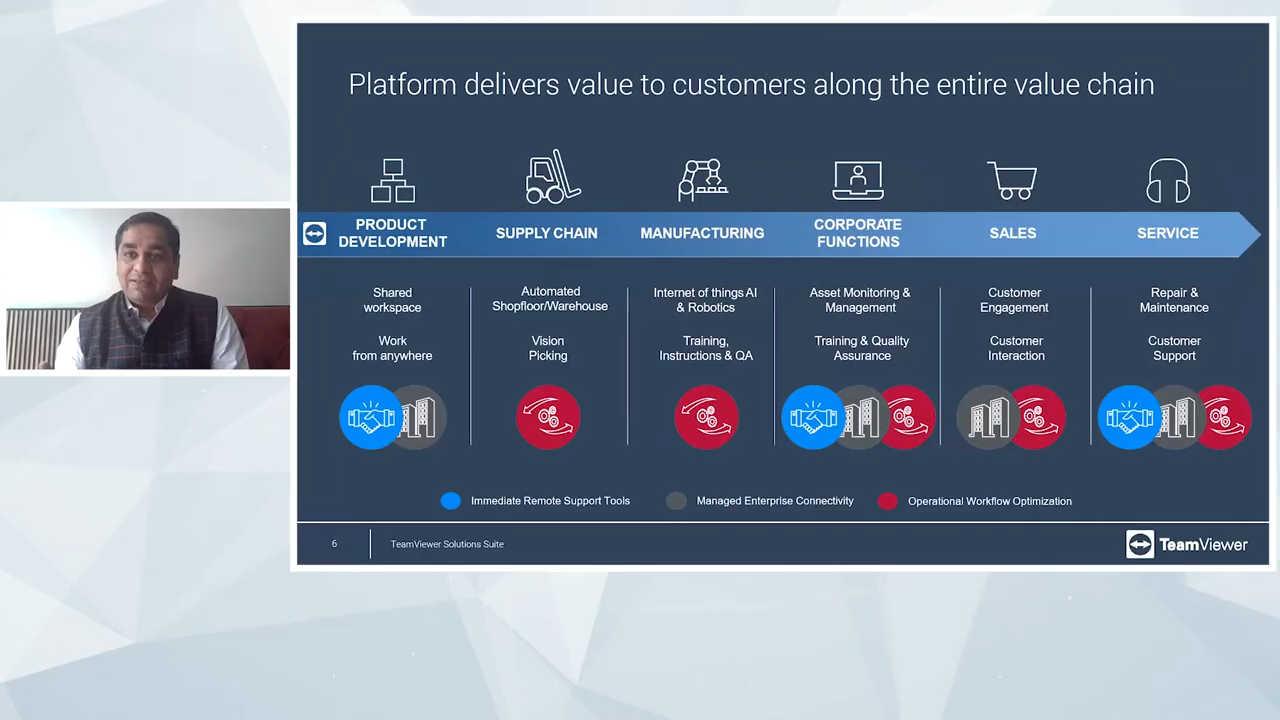 Platform delivers value to customers along the entire value chain
PRODUCT
DEVELOPMENT
SUPPLY CHAIN
MANUFACTURING
CORPORATE
FUNCTIONS
SALES
SERVICE
Shared
workspace
Work
from anywhere
Automated
Shopfloor/Warehouse
Vision
Picking
Internet of things AI
& Robotics
Training,
Instructions & QA
Asset Monitoring &
Management
Training & Quality
Assurance
Customer
Engagement
Customer
Interaction
Repair &
Maintenance
Customer
Support
Immediate Remote Support Tools
Managed Enterprise Connectivity
Operational Workflow Optimization
6
TeamViewer Solutions Suite
TeamViewer